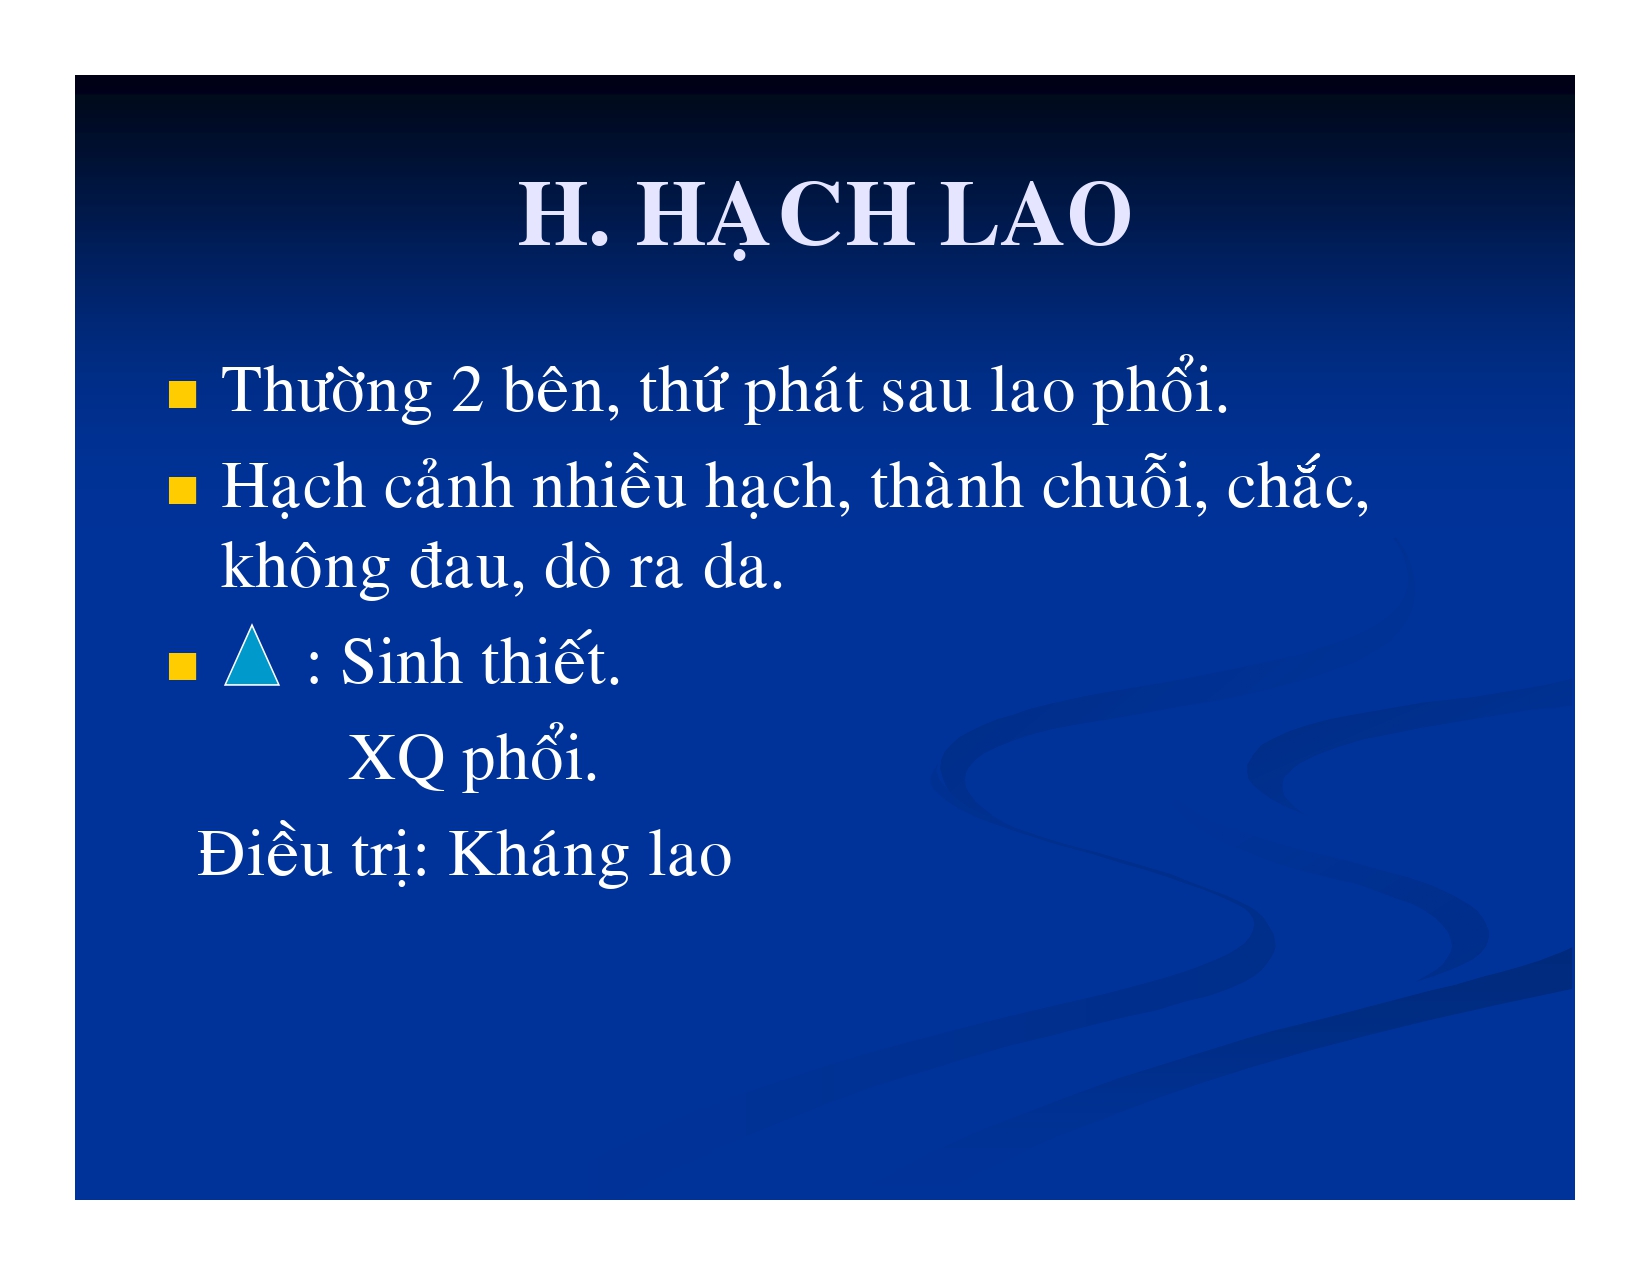 H. HẠCH LAO
Thường 2 bên, thứ phát sau lao phổi.
Hạch cảnh nhiều hạch, thành chuỗi, chắc,
không đau, dò ra da.
: Sinh thiết.
XQ phổi.
Điều trị: Kháng lao